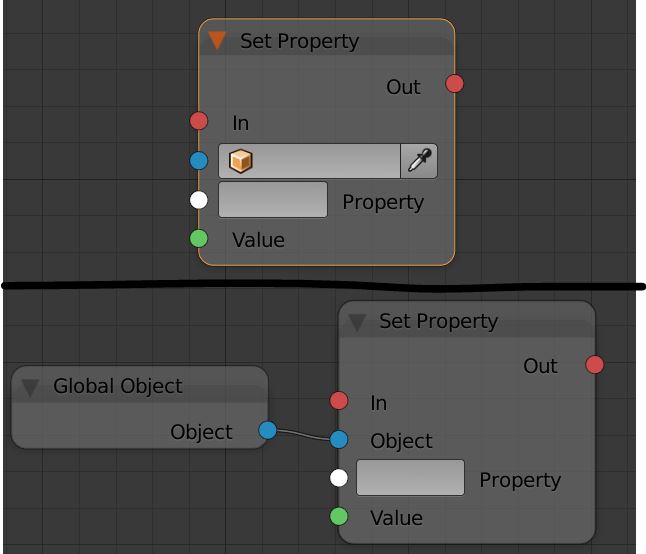 Set Property
Out
In
Property
Value
Set Property
Out
Global Object
Object
In
Object
Property
Value